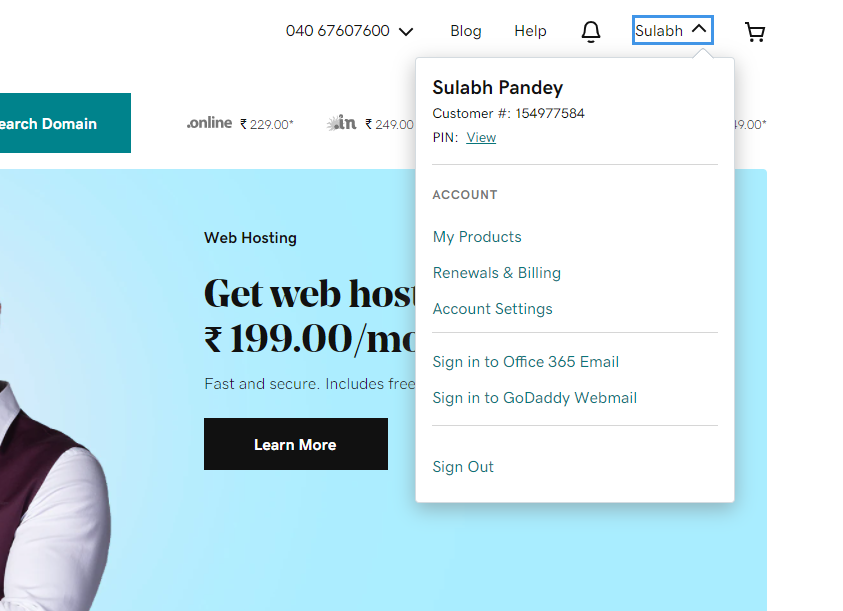 040 67607600
Blog
Help
Sulabh
Sulabh Pandey
Customer #: 154977584
PIN: View
earch Domain
.online ₹ 229.00*
.in ₹ 249.00
9.00*
ACCOUNT
My Products
Renewals & Billing
Account Settings
Sign in to Office 365 Email
Sign in to GoDaddy Webmail
Sign Out
Web Hosting
Get web host
₹ 199.00/mo
Fast and secure. Includes free
Learn More